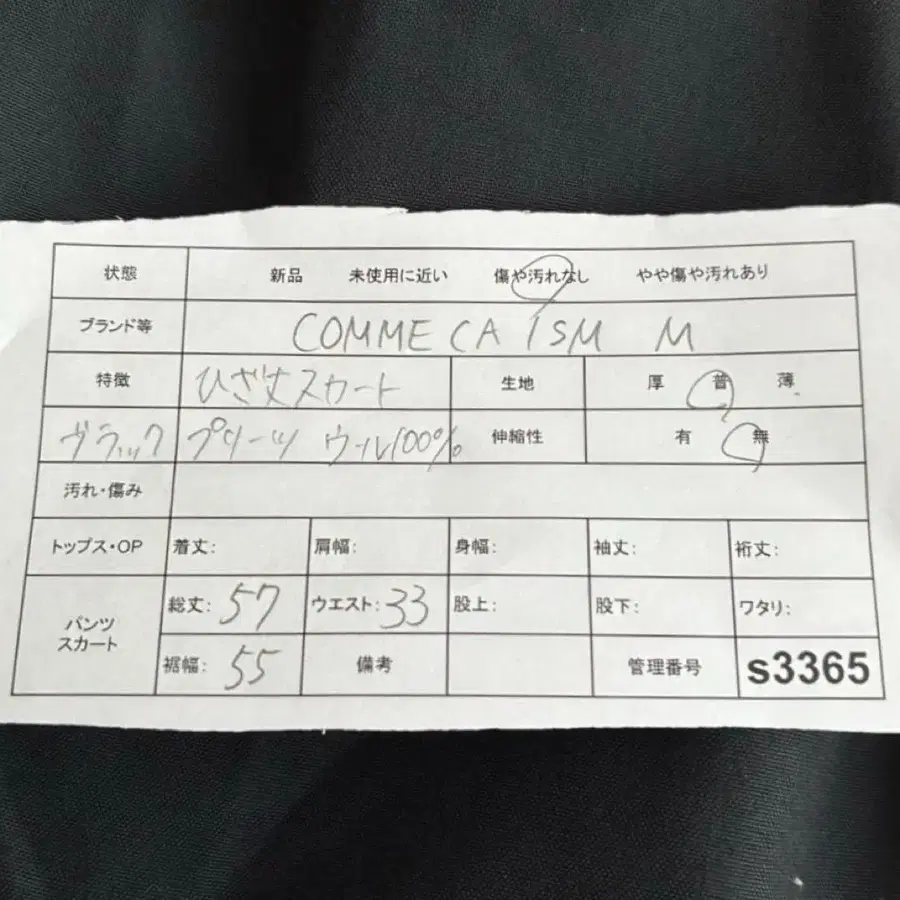 状態 新品 未使用に近い 傷や汚れなし やや傷や汚れあり
ブランド等 COMME CA ISM M
特徴 ひざ丈スカート 生地 厚 普 薄
ブラック プリーツ ウール100% 伸縮性 有 無
汚れ・傷み
トップス・OP 着丈: 肩幅: 身幅: 袖丈: 裄丈:
パンツ スカート 総丈: 57 ウエスト: 33 股上: 股下: ワタリ:
裾幅: 55 備考 管理番号 s3365